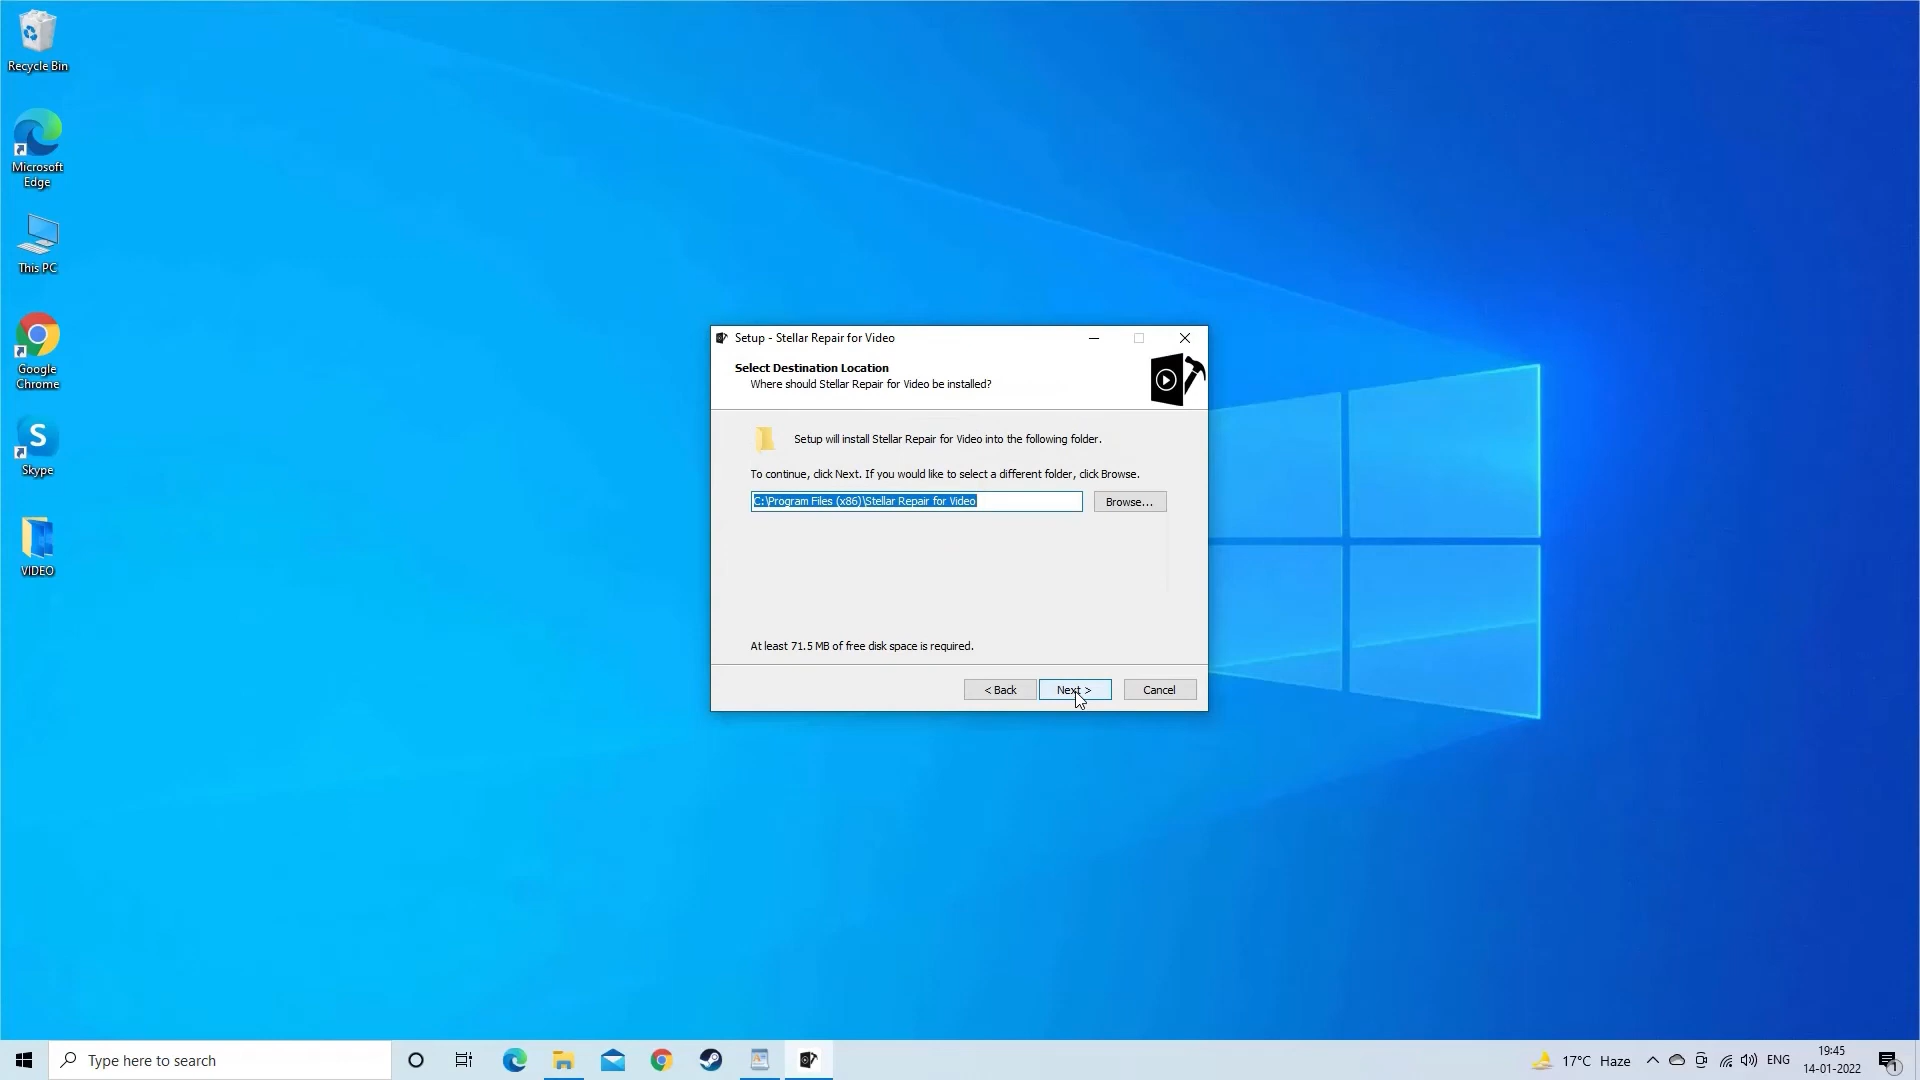 Recycle Bin
Microsoft
Edge
This PC
Google
Chrome
S
Skype
VIDEO
Setup - Stellar Repair for Video
Select Destination Location
Where should Stellar Repair for Video be installed?
Setup will install Stellar Repair for Video into the following folder.
To continue, click Next. If you would like to select a different folder, click Browse.
C:\Program Files (x86)\Stellar Repair for Video
Browse...
At least 71.5 MB of free disk space is required.
< Back
Next >
Cancel
Type here to search
17°C Haze
ENG
19:45
14-01-2022
1